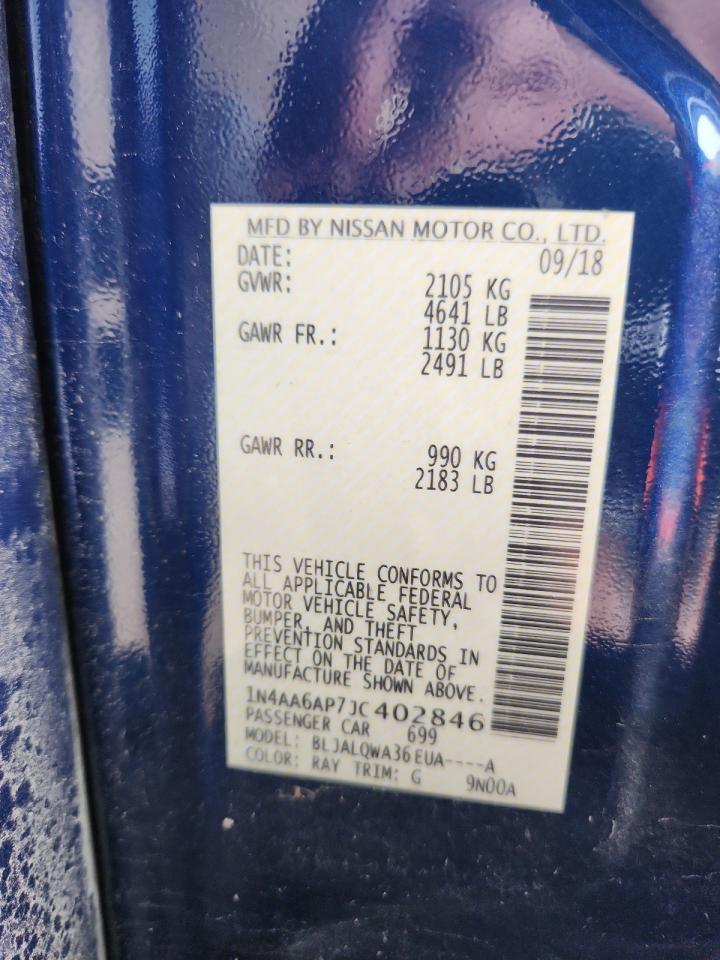 MFD BY NISSAN MOTOR CO., LTD.
DATE: 09/18
GVWR: 2105 KG
4641 LB
GAWR FR.: 1130 KG
2491 LB
GAWR RR.: 990 KG
2183 LB
THIS VEHICLE CONFORMS TO
ALL APPLICABLE FEDERAL
MOTOR VEHICLE SAFETY,
BUMPER, AND THEFT
PREVENTION STANDARDS IN
EFFECT ON THE DATE OF
MANUFACTURE SHOWN ABOVE.
1N4AA6AP7JC402846
PASSENGER CAR 699
MODEL: BLJALQWA36EUA----A
COLOR: RAY TRIM: G 9N00A